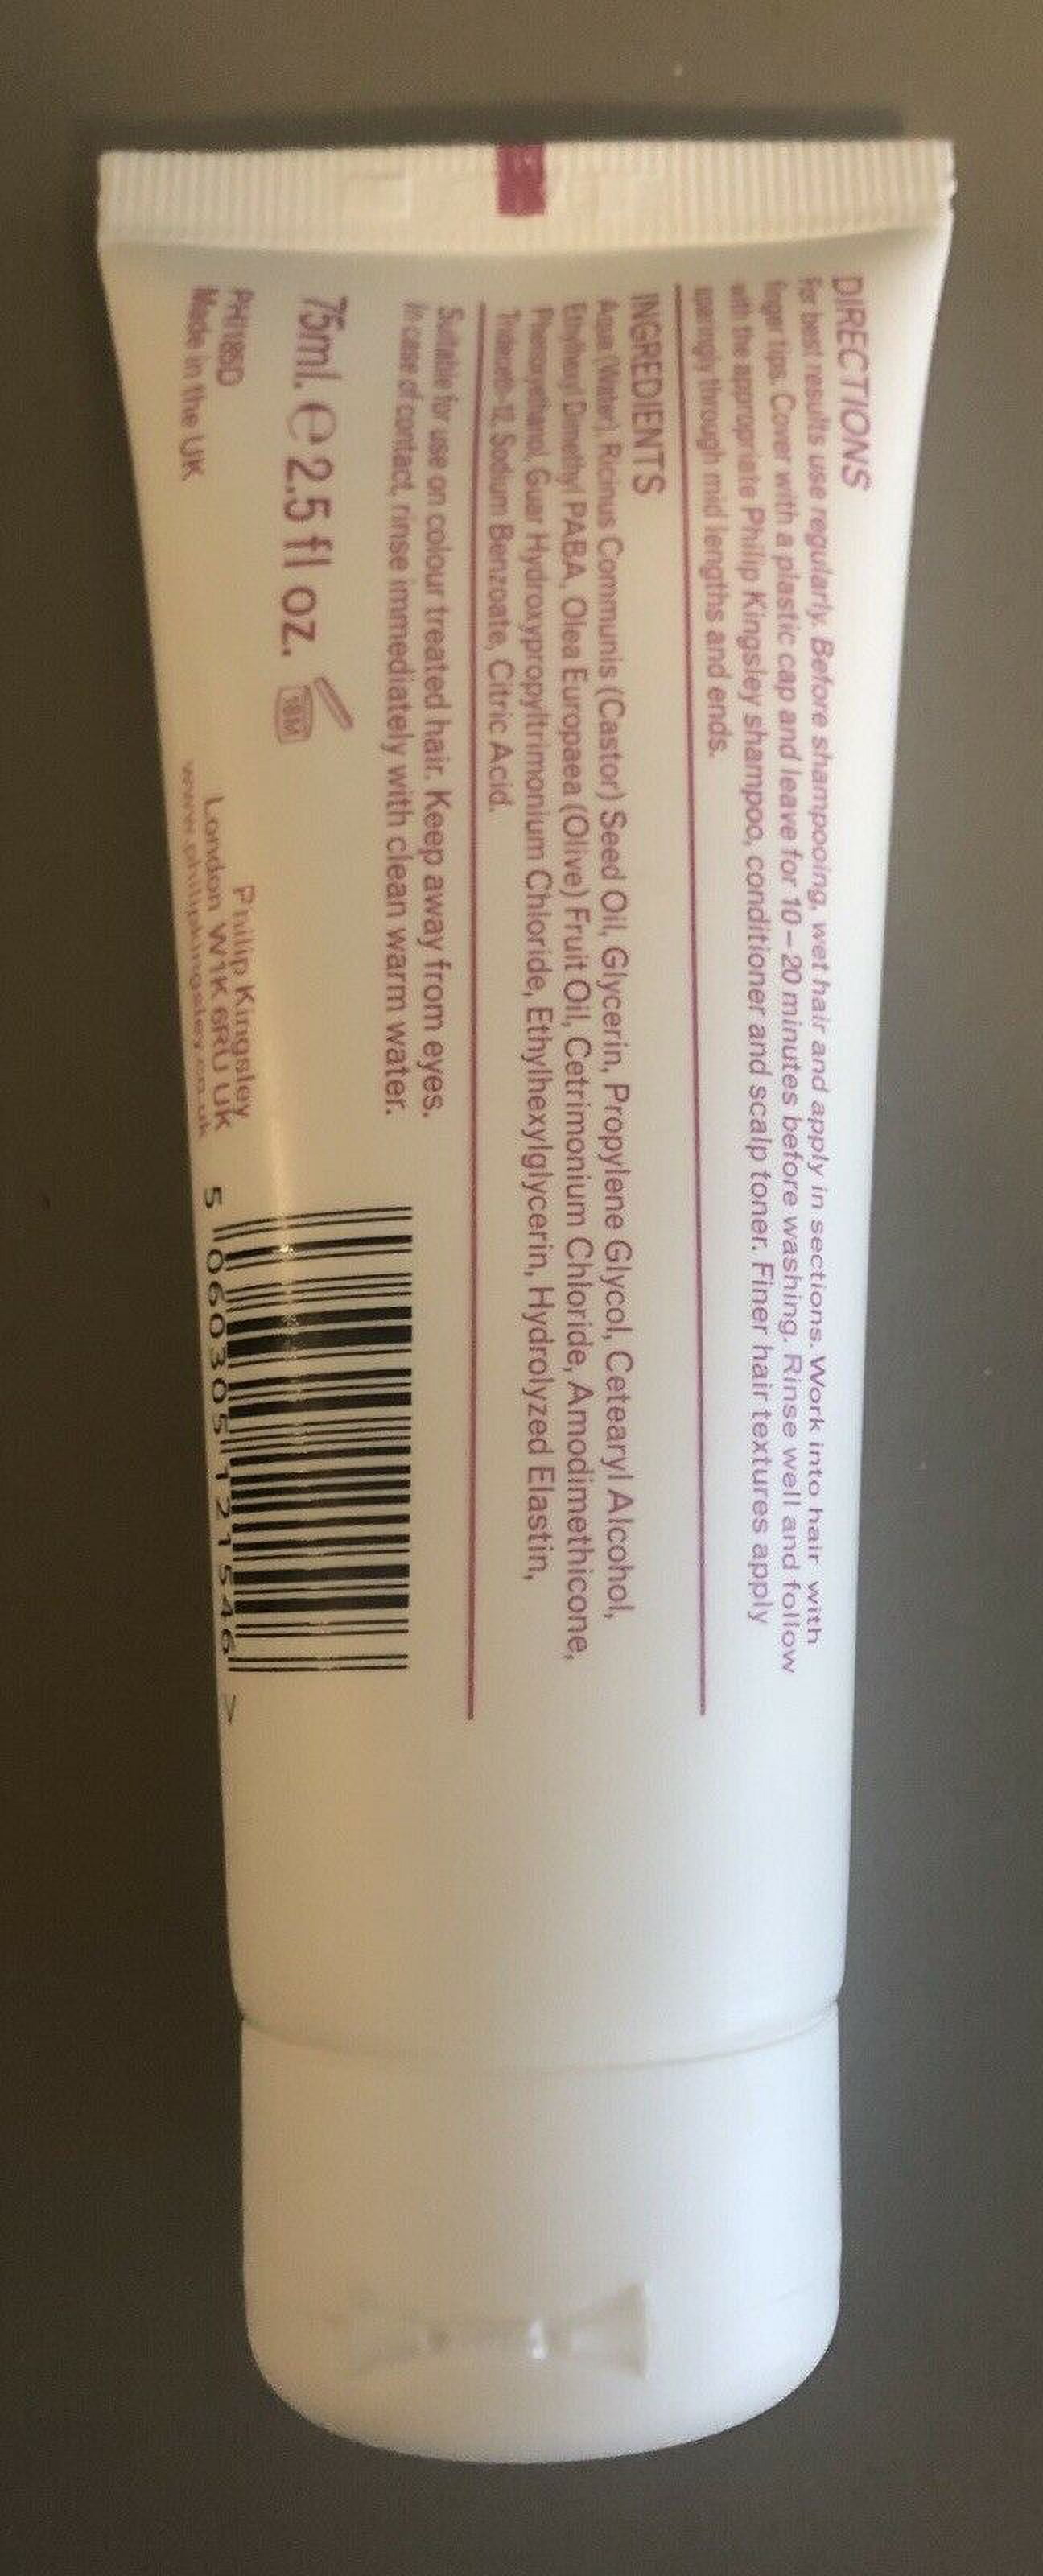 DIRECTIONS
For best results use regularly. Before shampooing, wet hair and apply in sections. Work into hair with
finger tips. Cover with a plastic cap and leave for 10 – 20 minutes before washing. Rinse well and follow
with the appropriate Philip Kingsley shampoo, conditioner and scalp toner. Finer hair textures apply
sparingly through mid lengths and ends.
INGREDIENTS
Aqua (Water), Ricinus Communis (Castor) Seed Oil, Glycerin, Propylene Glycol, Cetearyl Alcohol,
Ethylhexyl Dimethyl PABA, Olea Europaea (Olive) Fruit Oil, Cetrimonium Chloride, Amodimethicone,
Phenoxyethanol, Guar Hydroxypropyltrimonium Chloride, Ethylhexylglycerin, Hydrolyzed Elastin,
Trideceth-12, Sodium Benzoate, Citric Acid.
Suitable for use on colour treated hair. Keep away from eyes.
In case of contact, rinse immediately with clean warm water.
75ml. e 2.5 fl oz.
18M
PH186D
Made in the UK
Philip Kingsley
London W1K 6RU UK
www.philipkingsley.co.uk
5 060305 121546 >